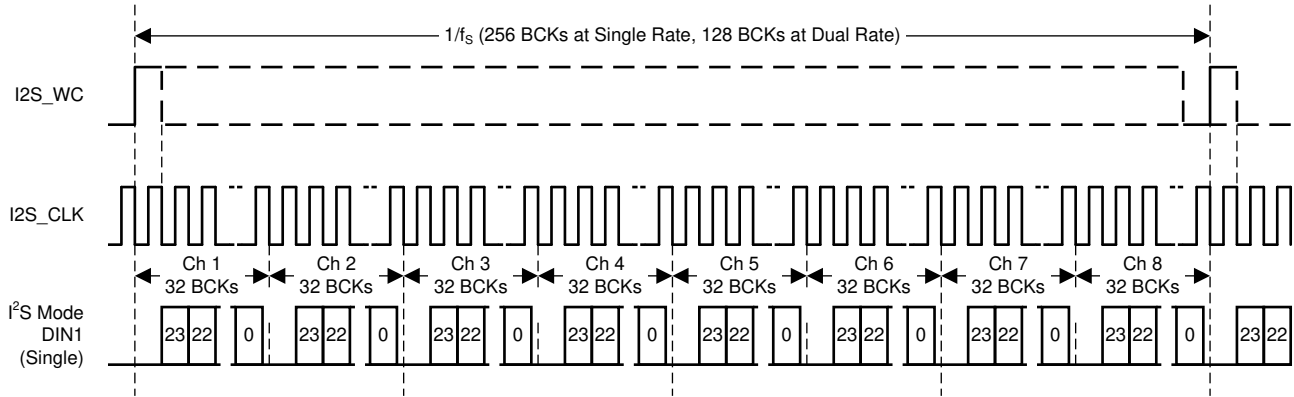 1/fS (256 BCKs at Single Rate, 128 BCKs at Dual Rate)
I2S_WC
I2S_CLK
Ch 1 Ch 2 Ch 3 Ch 4 Ch 5 Ch 6 Ch 7 Ch 8
32 BCKs 32 BCKs 32 BCKs 32 BCKs 32 BCKs 32 BCKs 32 BCKs 32 BCKs
I²S Mode
DIN1
(Single)
23 22 0 23 22 0 23 22 0 23 22 0 23 22 0 23 22 0 23 22 0 23 22 0 23 22